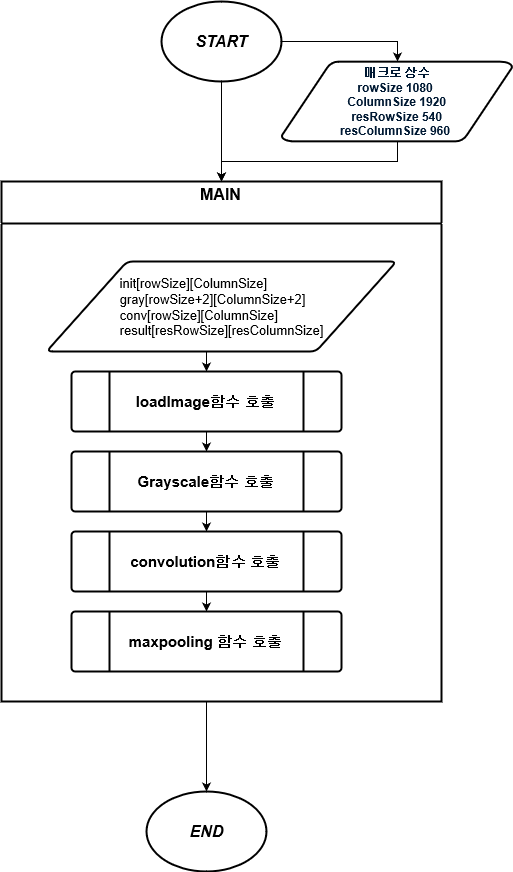 START
매크로 상수
rowSize 1080
ColumnSize 1920
resRowSize 540
resColumnSize 960
MAIN
init[rowSize][ColumnSize]
gray[rowSize+2][ColumnSize+2]
conv[rowSize][ColumnSize]
result[resRowSize][resColumnSize]
loadImage함수 호출
Grayscale함수 호출
convolution함수 호출
maxpooling 함수 호출
END